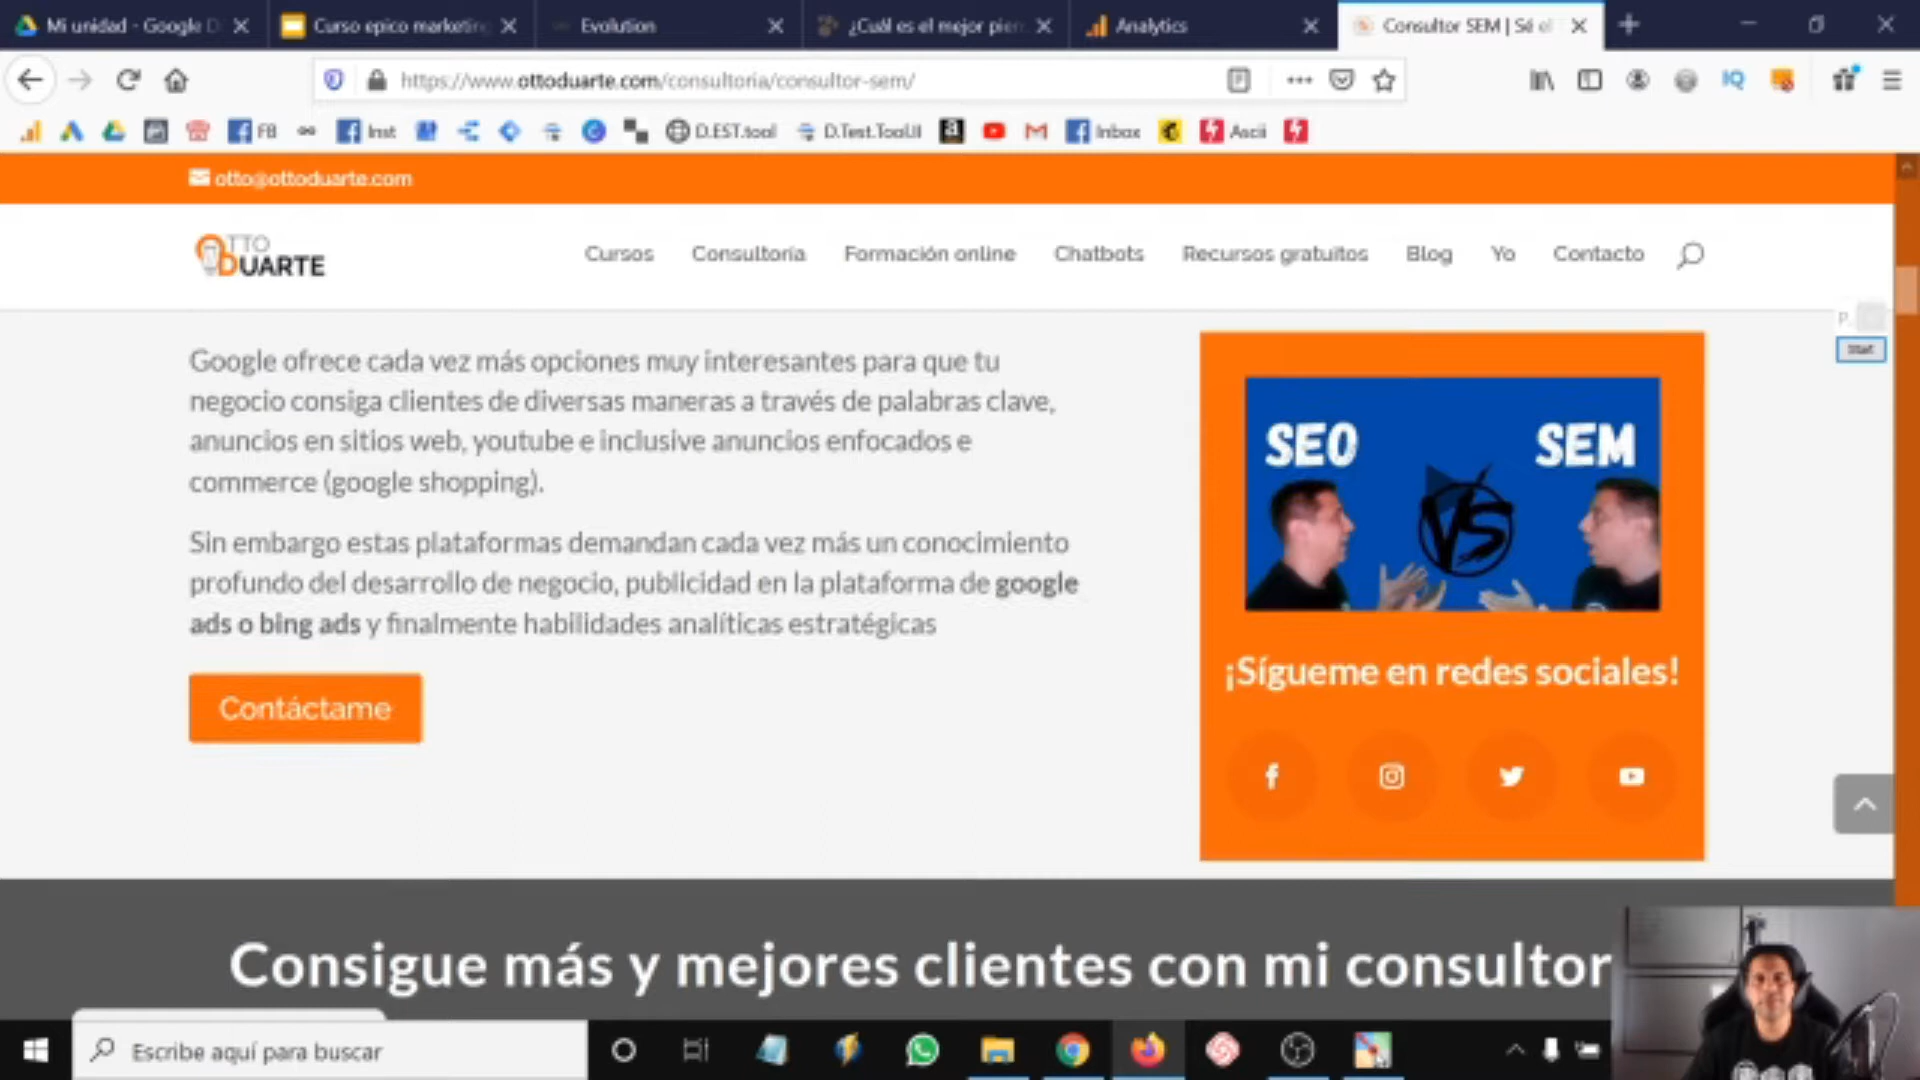 Mi unidad - Google D
Curso epico marketing
Evolution
¿Cuál es el mejor pien
Analytics
Consultor SEM | Sé el
https://www.ottoduarte.com/consultoria/consultor-sem/
IQ
FB
Inst
D.EST.tool
D.Test.Tool.II
a
Inbox
Ascii
otto@ottoduarte.com
OTTO
DUARTE
Cursos
Consultoría
Formación online
Chatbots
Recursos gratuitos
Blog
Yo
Contacto
P.
Start
Google ofrece cada vez más opciones muy interesantes para que tu
negocio consiga clientes de diversas maneras a través de palabras clave,
anuncios en sitios web, youtube e inclusive anuncios enfocados e
commerce (google shopping).
Sin embargo estas plataformas demandan cada vez más un conocimiento
profundo del desarrollo de negocio, publicidad en la plataforma de google
ads o bing ads y finalmente habilidades analíticas estratégicas
Contáctame
SEO
SEM
VS
¡Sígueme en redes sociales!
Consigue más y mejores clientes con mi consultor
Escribe aquí para buscar